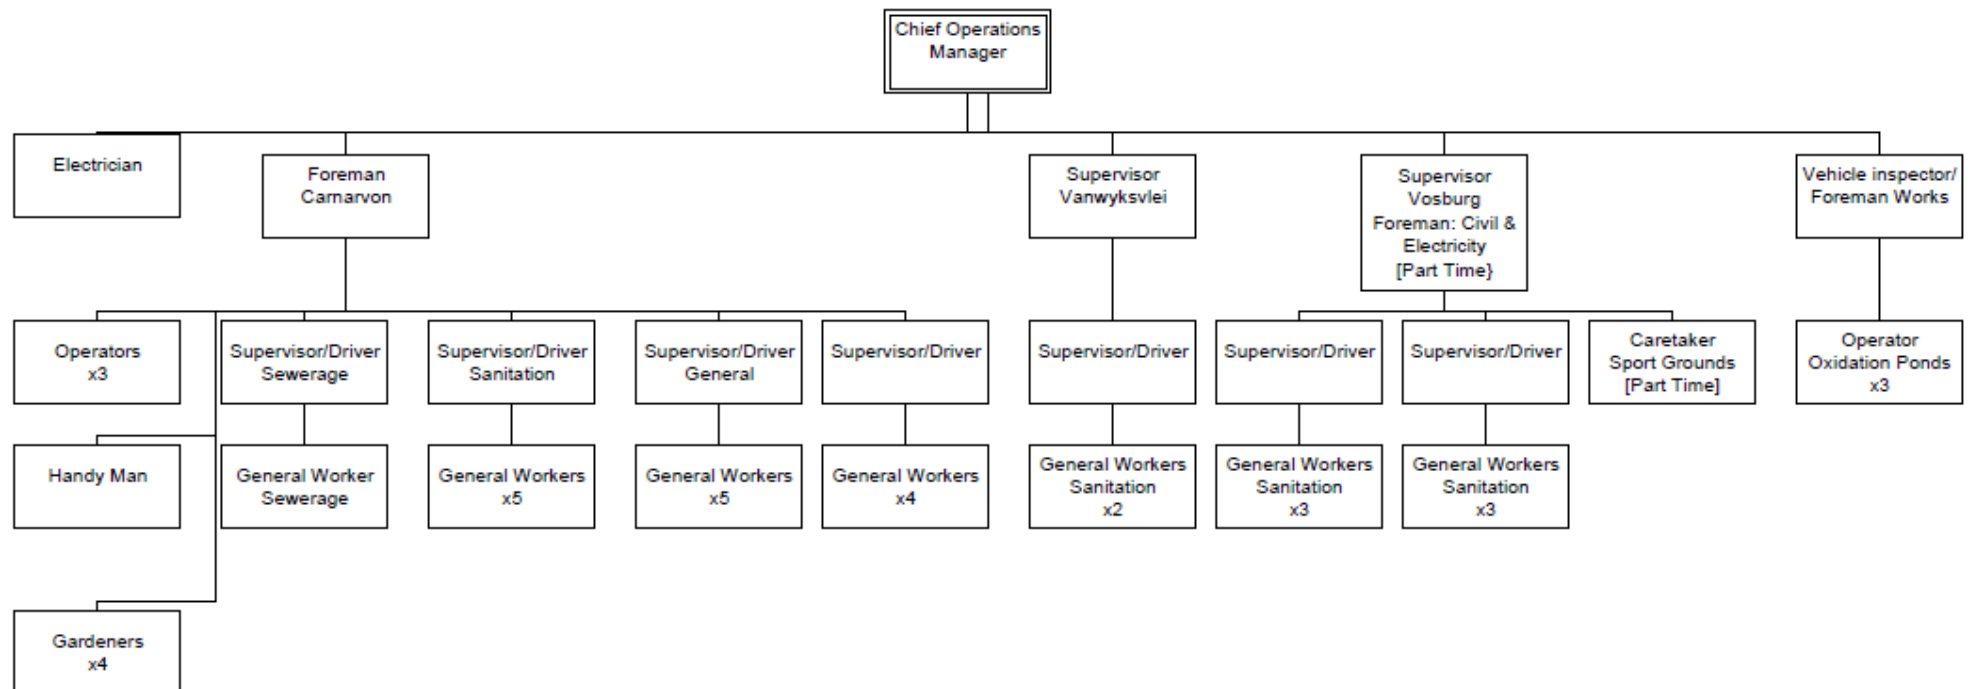 Chief Operations
Manager
Electrician
Foreman
Carnarvon
Supervisor
Vanwyksvlei
Supervisor
Vosburg
Foreman: Civil &
Electricity
[Part Time}
Vehicle inspector/
Foreman Works
Operators
x3
Supervisor/Driver
Sewerage
Supervisor/Driver
Sanitation
Supervisor/Driver
General
Supervisor/Driver
Supervisor/Driver
Supervisor/Driver
Supervisor/Driver
Caretaker
Sport Grounds
[Part Time]
Operator
Oxidation Ponds
x3
Handy Man
General Worker
Sewerage
General Workers
x5
General Workers
x5
General Workers
x4
General Workers
Sanitation
x2
General Workers
Sanitation
x3
General Workers
Sanitation
x3
Gardeners
x4